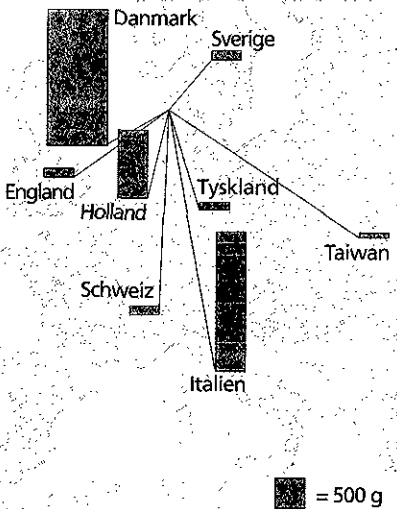 Danmark
Sverige
England
Holland
Tyskland
Taiwan
Schweiz
Italien
= 500 g